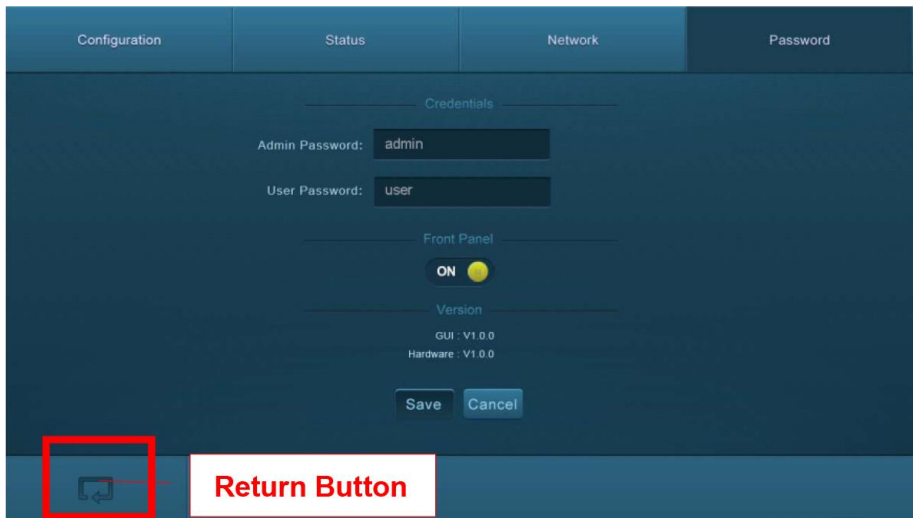 Configuration Status Network Password
Credentials
Admin Password: admin
User Password: user
Front Panel
ON
Version
GUI : V1.0.0
Hardware : V1.0.0
Save Cancel
Return Button